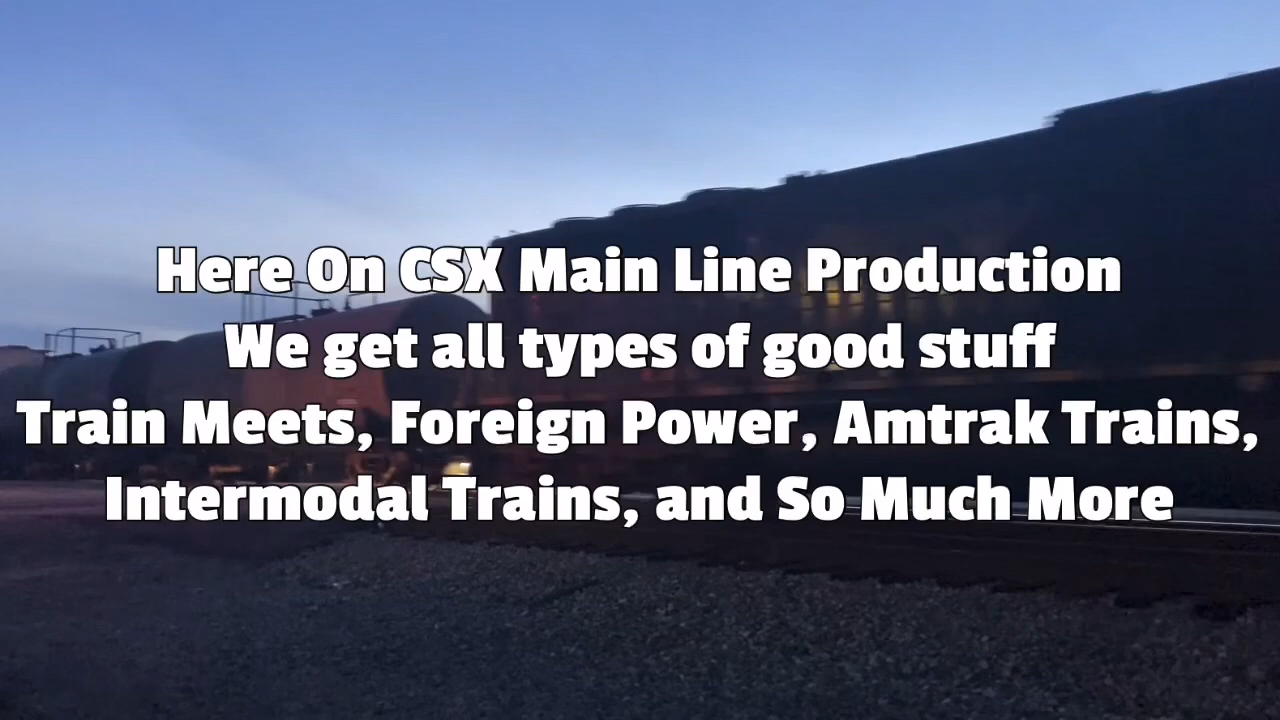 Here On CSX Main Line Production
We get all types of good stuff
Train Meets, Foreign Power, Amtrak Trains,
Intermodal Trains, and So Much More